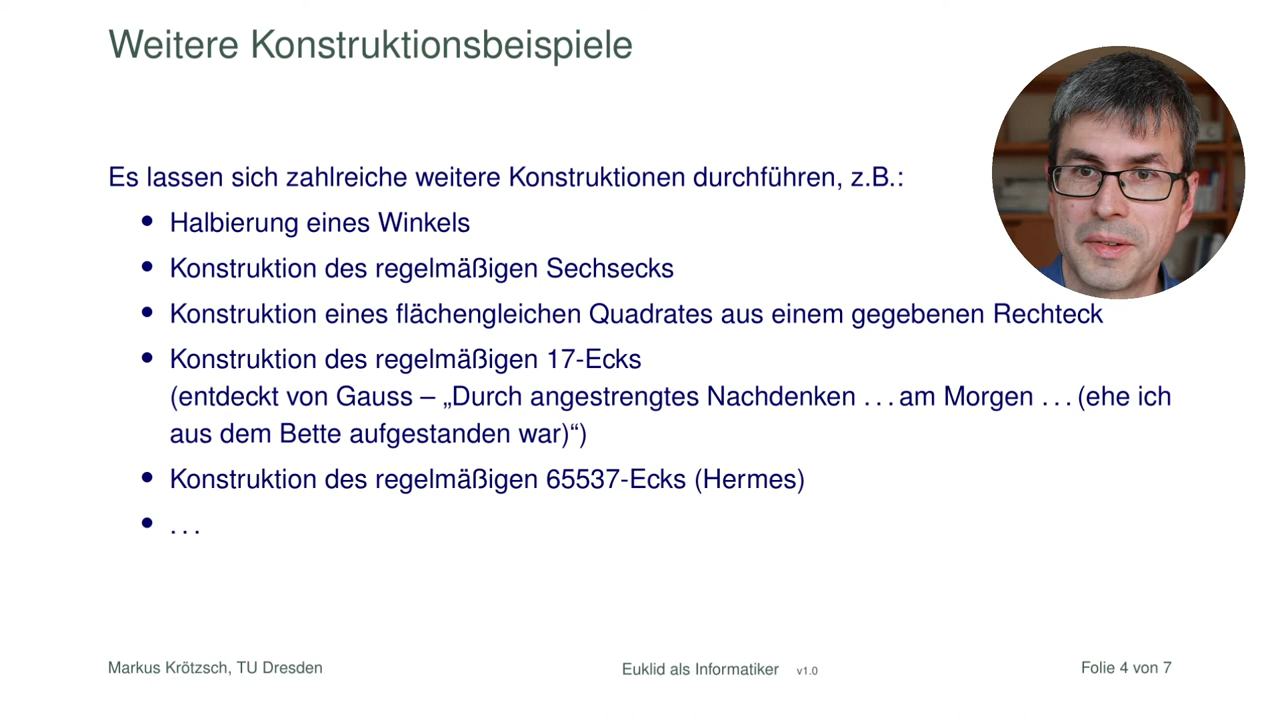 Weitere Konstruktionsbeispiele
Es lassen sich zahlreiche weitere Konstruktionen durchführen, z.B.:
• Halbierung eines Winkels
• Konstruktion des regelmäßigen Sechsecks
• Konstruktion eines flächengleichen Quadrates aus einem gegebenen Rechteck
• Konstruktion des regelmäßigen 17-Ecks
(entdeckt von Gauss – „Durch angestrengtes Nachdenken . . . am Morgen . . . (ehe ich
aus dem Bette aufgestanden war)“)
• Konstruktion des regelmäßigen 65537-Ecks (Hermes)
• . . .
Markus Krötzsch, TU Dresden
Euklid als Informatiker v1.0
Folie 4 von 7